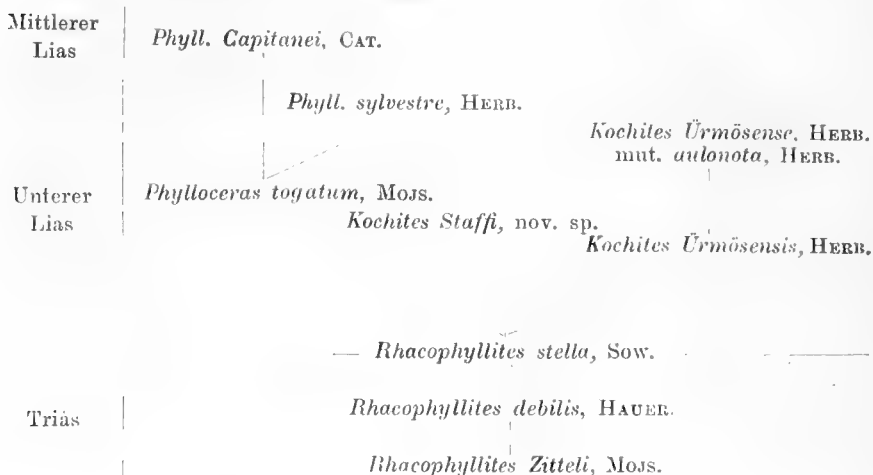 Mittlerer
Lias
Phyll. Capitanei, CAT.
Phyll. sylvestre, HERB.
Kochites Ürmösense. HERB.
mut. aulonota, HERB.
Unterer
Lias
Phylloceras togatum, MOJS.
Kochites Staffi, nov. sp.
Kochites Ürmösensis, HERB.
Rhacophyllites stella, SOW.
Trias
Rhacophyllites debilis, HAUER.
Rhacophyllites Zitteli, MOJS.